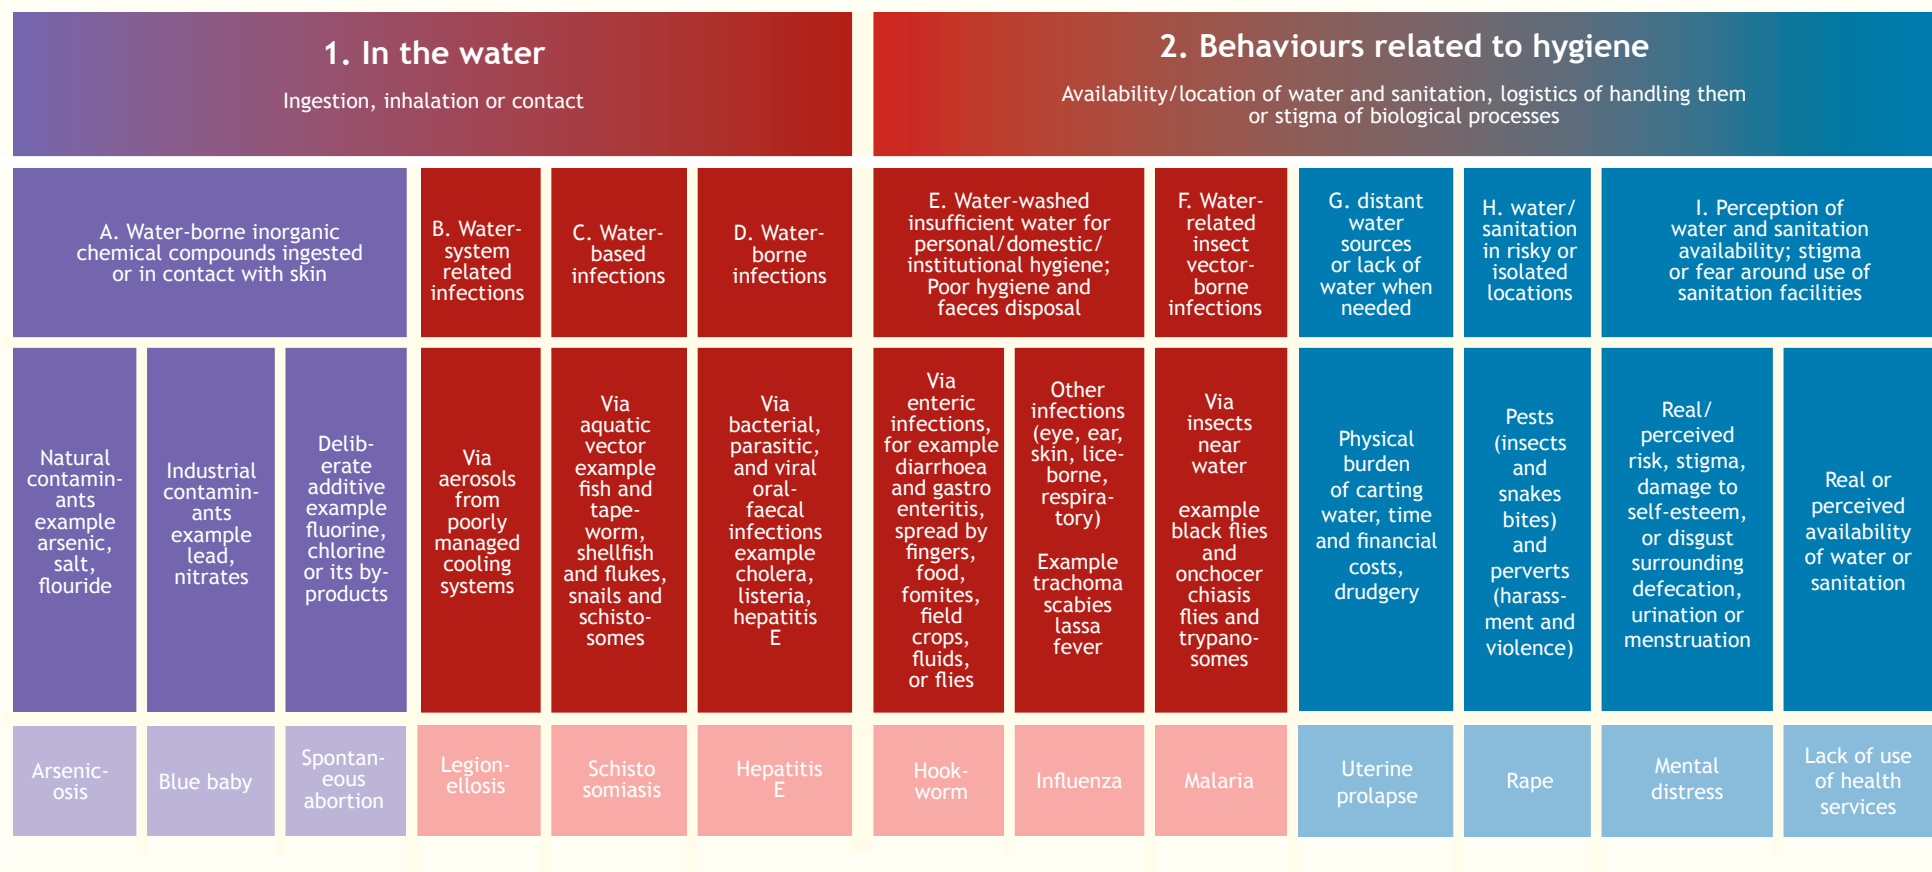 1. In the water
Ingestion, inhalation or contact
2. Behaviours related to hygiene
Availability/location of water and sanitation, logistics of handling them
or stigma of biological processes
A. Water-borne inorganic
chemical compounds ingested
or in contact with skin
B. Water-
system
related
infections
C. Water-
based
infections
D. Water-
borne
infections
E. Water-washed
insufficient water for
personal/domestic/
institutional hygiene;
Poor hygiene and
faeces disposal
F. Water-
related
insect
vector-
borne
infections
G. distant
water
sources
or lack of
water when
needed
H. water/
sanitation
in risky or
isolated
locations
I. Perception of
water and sanitation
availability; stigma
or fear around use of
sanitation facilities
Natural
contamin-
ants
example
arsenic,
salt,
flouride
Industrial
contamin-
ants
example
lead,
nitrates
Delib-
erate
additive
example
fluorine,
chlorine
or its by-
products
Via
aerosols
from
poorly
managed
cooling
systems
Via
aquatic
vector
example
fish and
tape-
worm,
shellfish
and flukes,
snails and
schisto-
somes
Via
bacterial,
parasitic,
and viral
oral-
faecal
infections
example
cholera,
listeria,
hepatitis
E
Via
enteric
infections,
for example
diarrhoea
and gastro
enteritis,
spread by
fingers,
food,
fomites,
field
crops,
fluids,
or flies
Other
infections
(eye, ear,
skin, lice-
borne,
respira-
tory)
Example
trachoma
scabies
lassa
fever
Via
insects
near
water
example
black flies
and
onchocer
chiasis
flies and
trypano-
somes
Physical
burden
of carting
water, time
and financial
costs,
drudgery
Pests
(insects
and
snakes
bites)
and
perverts
(harass-
ment and
violence)
Real/
perceived
risk, stigma,
damage to
self-esteem,
or disgust
surrounding
defecation,
urination or
menstruation
Real or
perceived
availability
of water or
sanitation
Arsenic-
osis
Blue baby
Spontan-
eous
abortion
Legion-
ellosis
Schisto
somiasis
Hepatitis
E
Hook-
worm
Influenza
Malaria
Uterine
prolapse
Rape
Mental
distress
Lack of use
of health
services